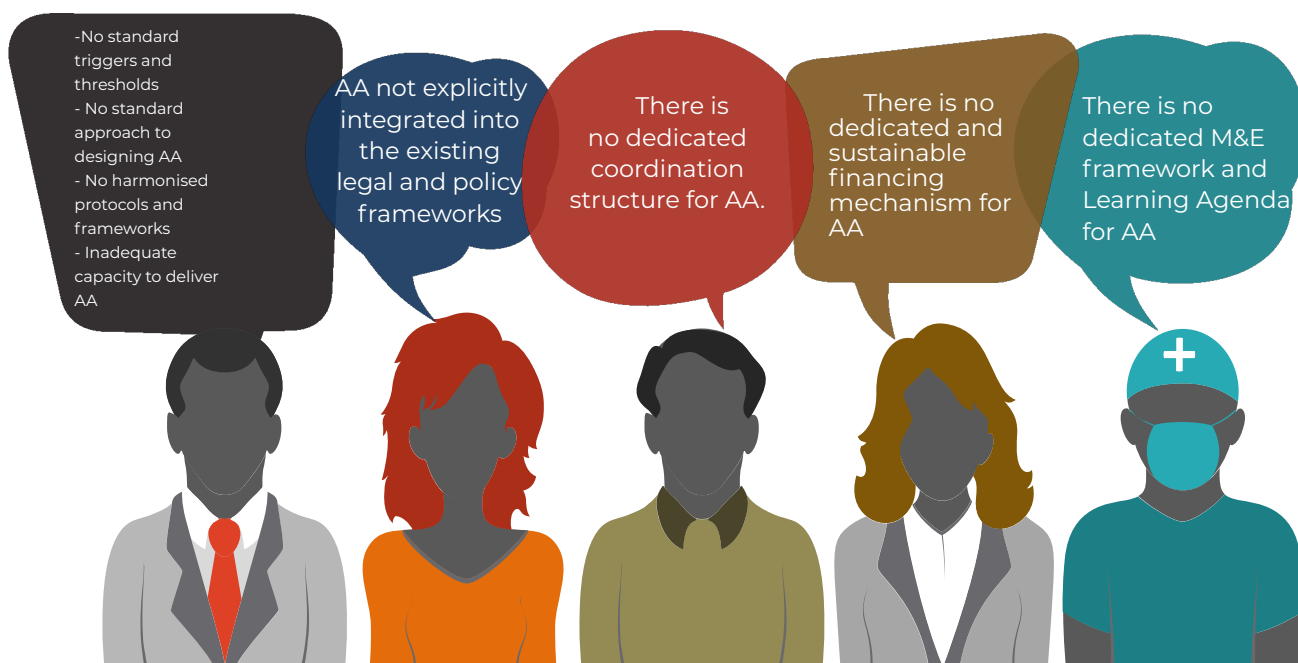 -No standard
triggers and
thresholds
- No standard
approach to
designing AA
- No harmonised
protocols and
frameworks
- Inadequate
capacity to deliver
AA
AA not explicitly
integrated into
the existing
legal and policy
frameworks
There is
no dedicated
coordination
structure for AA.
There is no
dedicated and
sustainable
financing
mechanism for
AA
There is no
dedicated M&E
framework and
Learning Agenda
for AA